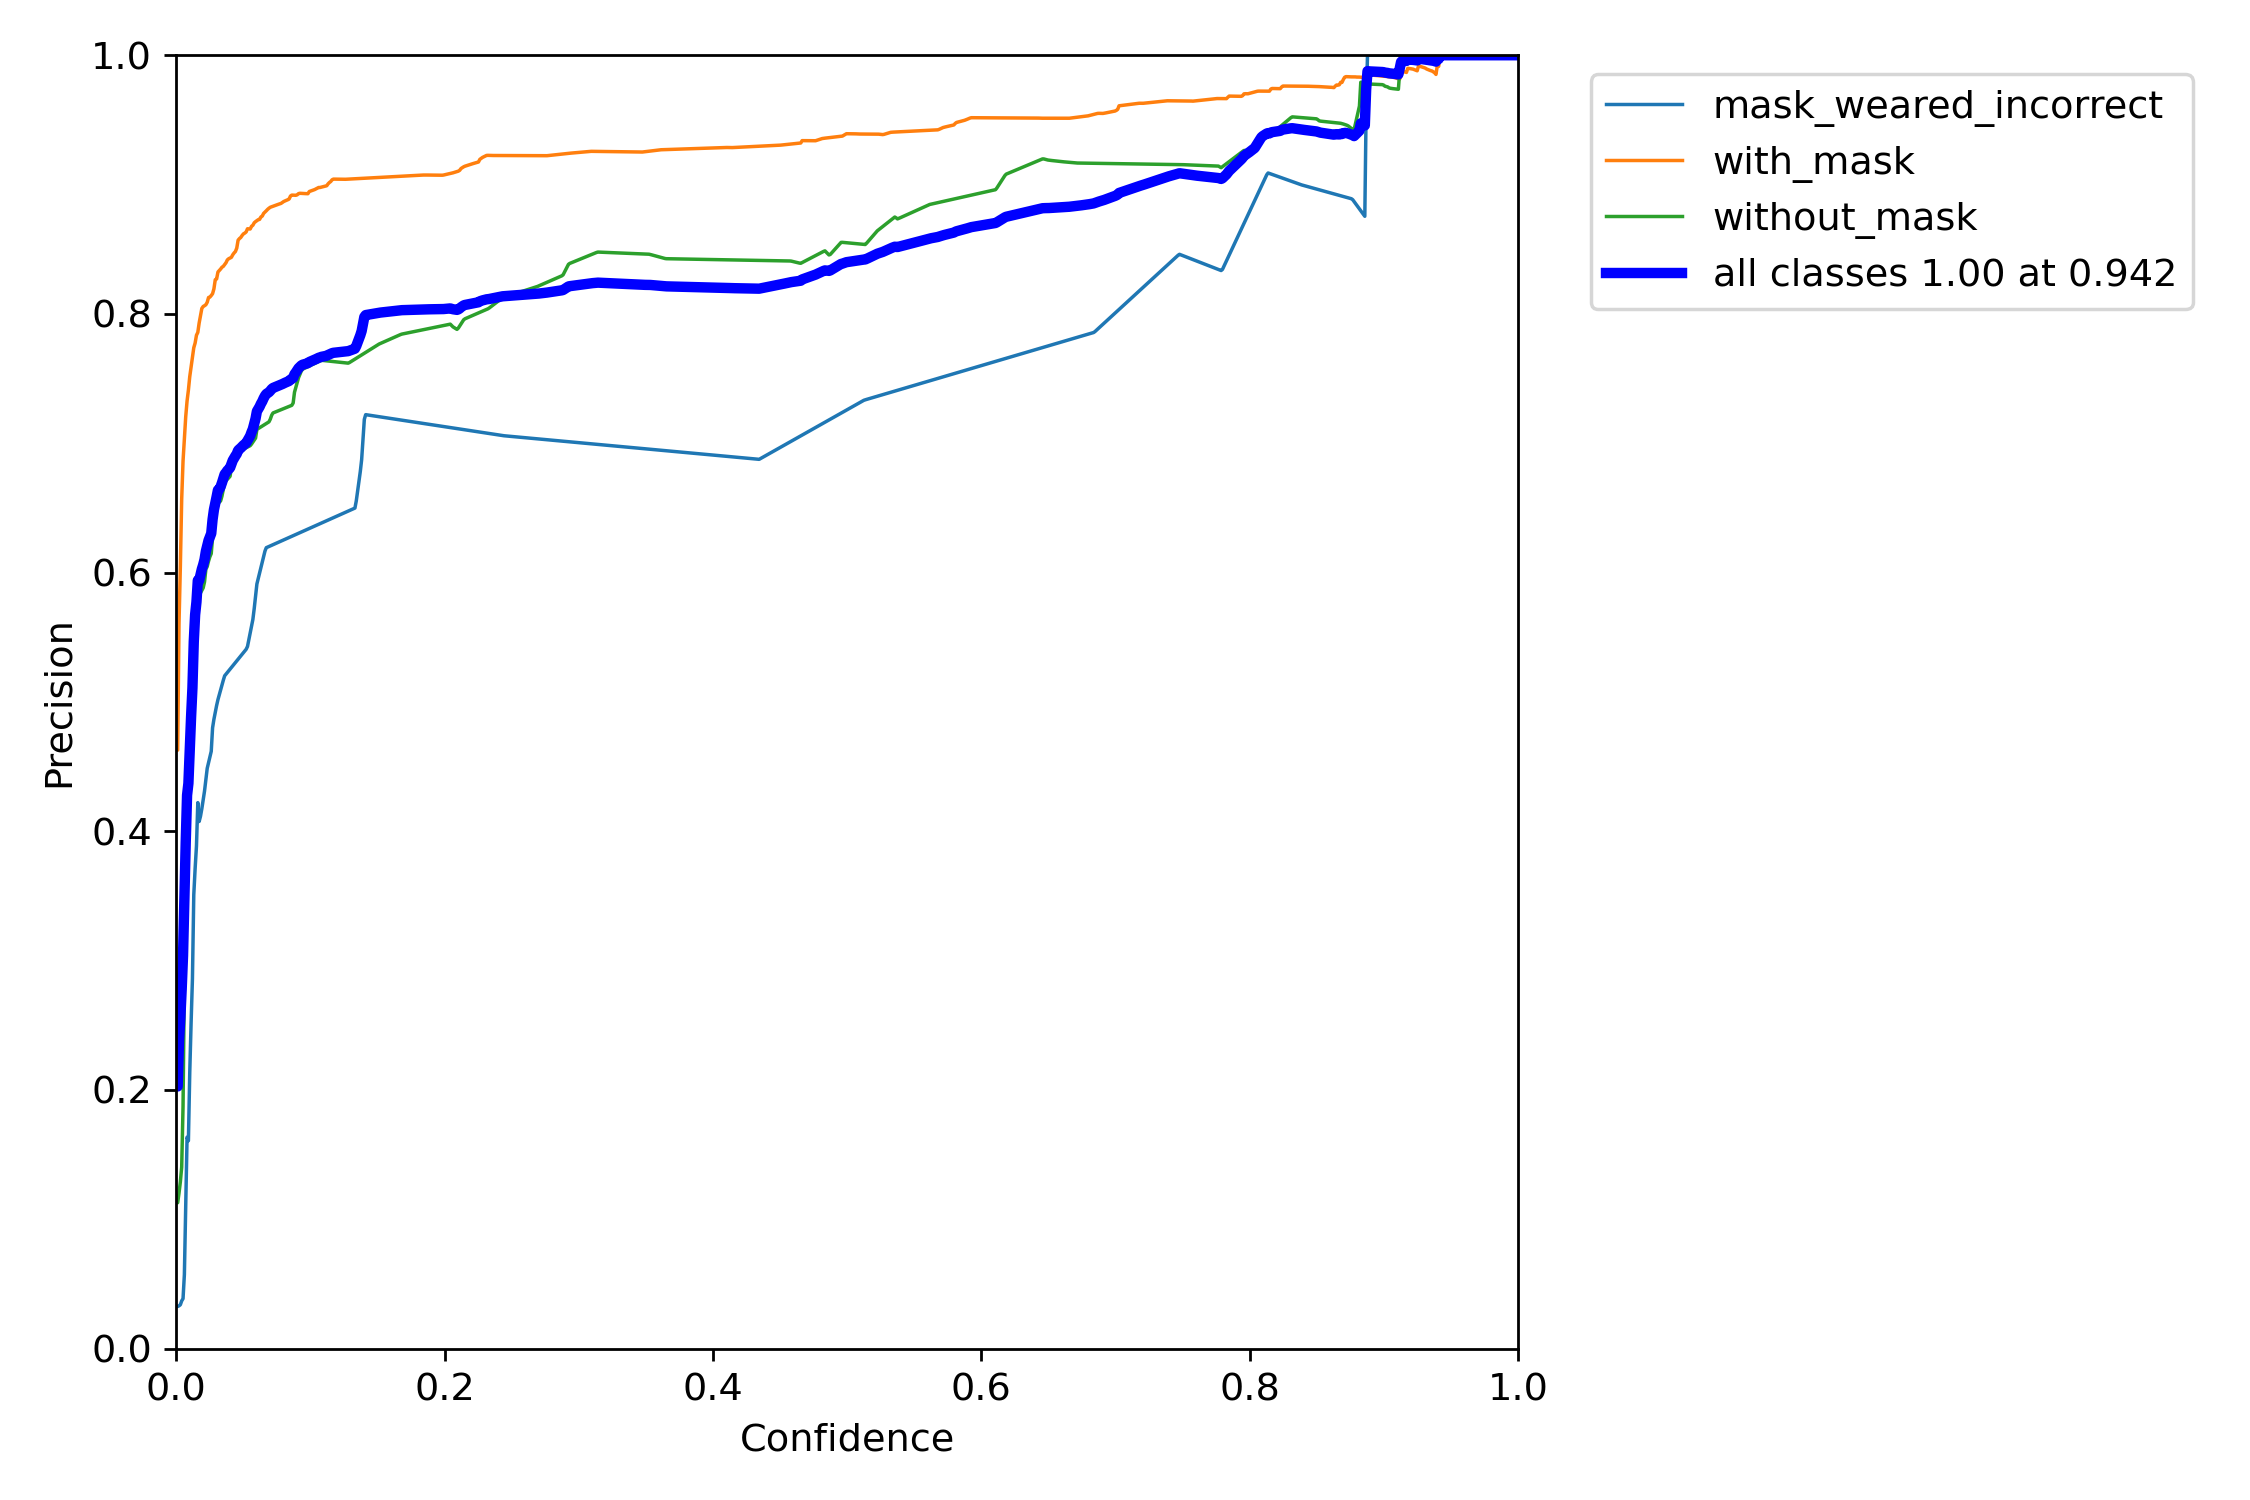 1.0
0.8
0.6
0.4
0.2
0.0
Precision
0.0 0.2 0.4 0.6 0.8 1.0
Confidence
mask_weared_incorrect
with_mask
without_mask
all classes 1.00 at 0.942